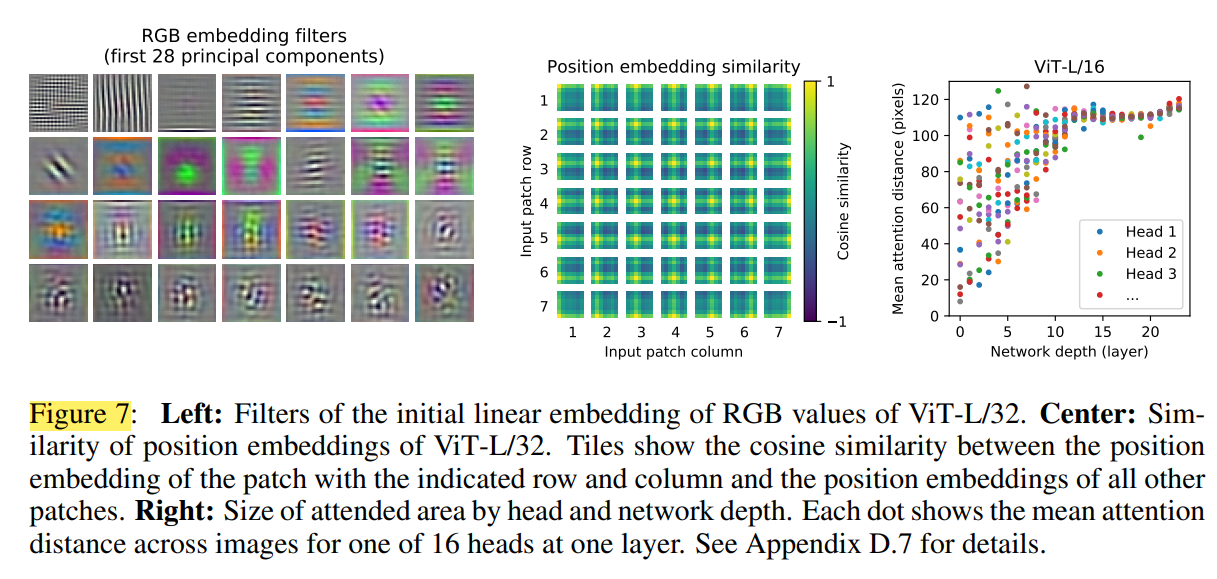 RGB embedding filters
(first 28 principal components)
Position embedding similarity
1
2
3
4
5
6
7
Input patch row
1 2 3 4 5 6 7
Input patch column
1
Cosine similarity
−1
ViT-L/16
Mean attention distance (pixels)
120
100
80
60
40
20
0
Head 1
Head 2
Head 3
...
0 5 10 15 20
Network depth (layer)
Figure 7: Left: Filters of the initial linear embedding of RGB values of ViT-L/32. Center: Sim-
ilarity of position embeddings of ViT-L/32. Tiles show the cosine similarity between the position
embedding of the patch with the indicated row and column and the position embeddings of all other
patches. Right: Size of attended area by head and network depth. Each dot shows the mean attention
distance across images for one of 16 heads at one layer. See Appendix D.7 for details.